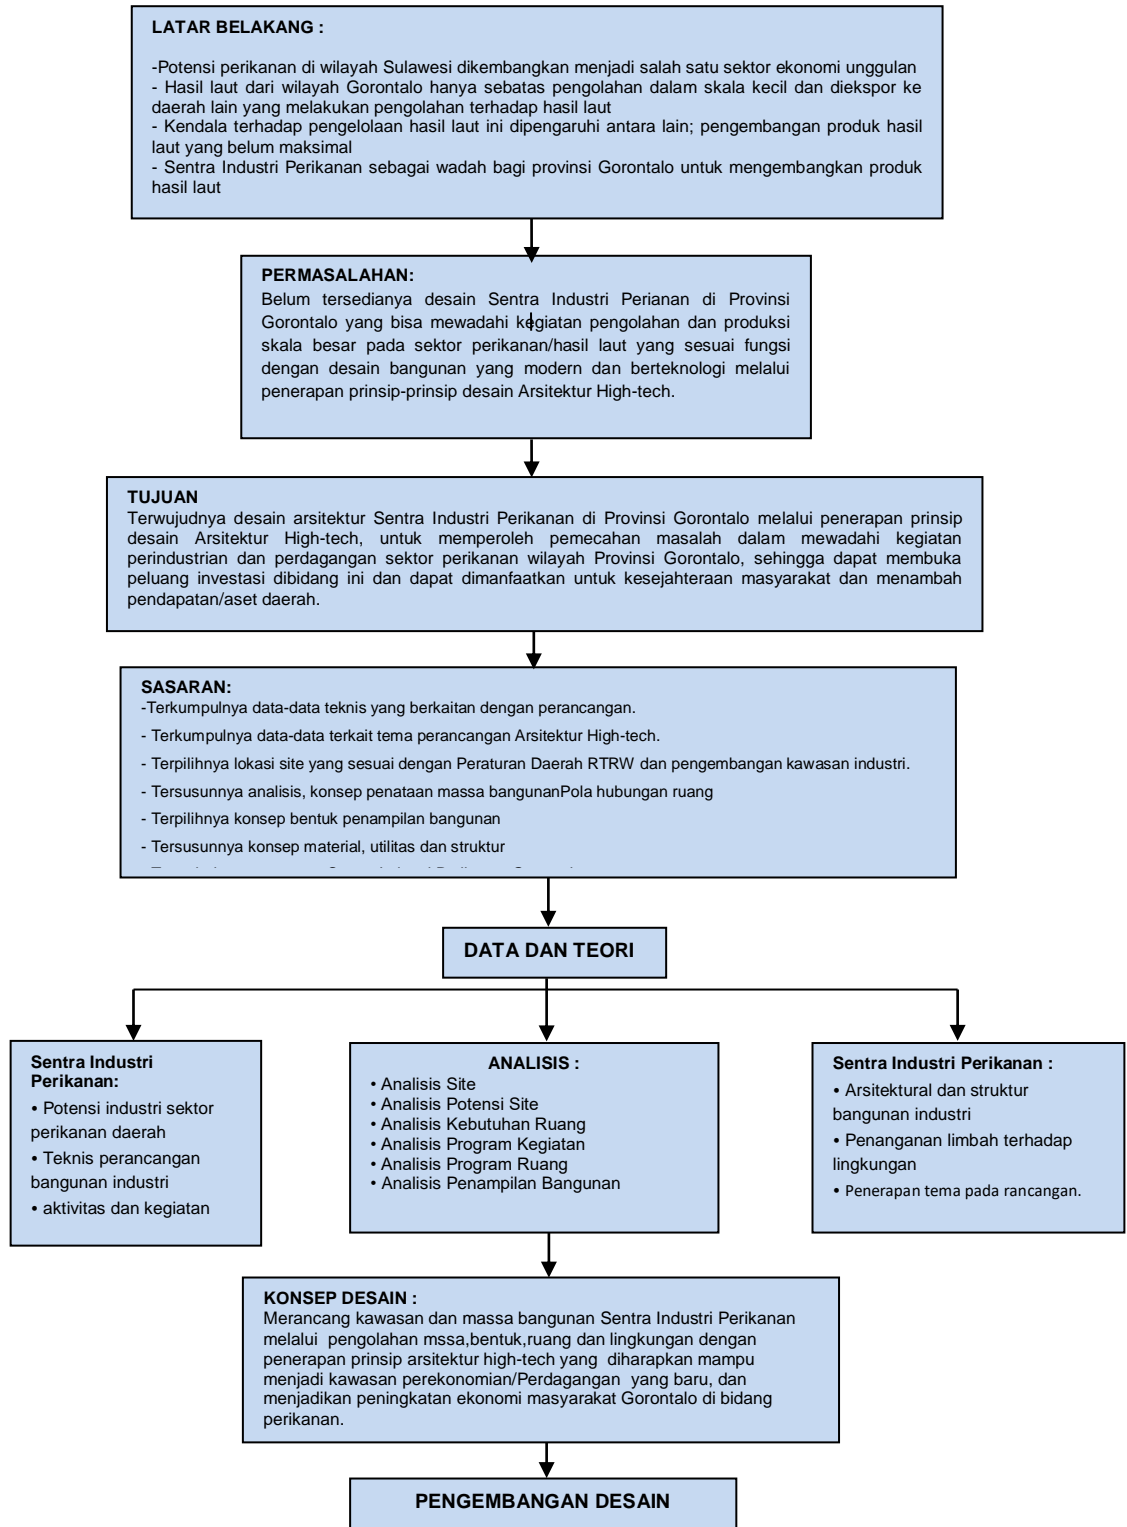 LATAR BELAKANG :
-Potensi perikanan di wilayah Sulawesi dikembangkan menjadi salah satu sektor ekonomi unggulan
- Hasil laut dari wilayah Gorontalo hanya sebatas pengolahan dalam skala kecil dan diekspor ke
daerah lain yang melakukan pengolahan terhadap hasil laut
- Kendala terhadap pengelolaan hasil laut ini dipengaruhi antara lain; pengembangan produk hasil
laut yang belum maksimal
- Sentra Industri Perikanan sebagai wadah bagi provinsi Gorontalo untuk mengembangkan produk
hasil laut
PERMASALAHAN:
Belum tersedianya desain Sentra Industri Perianan di Provinsi
Gorontalo yang bisa mewadahi kegiatan pengolahan dan produksi
skala besar pada sektor perikanan/hasil laut yang sesuai fungsi
dengan desain bangunan yang modern dan berteknologi melalui
penerapan prinsip-prinsip desain Arsitektur High-tech.
TUJUAN
Terwujudnya desain arsitektur Sentra Industri Perikanan di Provinsi Gorontalo melalui penerapan prinsip
desain Arsitektur High-tech, untuk memperoleh pemecahan masalah dalam mewadahi kegiatan
perindustrian dan perdagangan sektor perikanan wilayah Provinsi Gorontalo, sehingga dapat membuka
peluang investasi dibidang ini dan dapat dimanfaatkan untuk kesejahteraan masyarakat dan menambah
pendapatan/aset daerah.
SASARAN:
-Terkumpulnya data-data teknis yang berkaitan dengan perancangan.
- Terkumpulnya data-data terkait tema perancangan Arsitektur High-tech.
- Terpilihnya lokasi site yang sesuai dengan Peraturan Daerah RTRW dan pengembangan kawasan industri.
- Tersusunnya analisis, konsep penataan massa bangunanPola hubungan ruang
- Terpilihnya konsep bentuk penampilan bangunan
- Tersusunnya konsep material, utilitas dan struktur
DATA DAN TEORI
Sentra Industri
Perikanan:
• Potensi industri sektor
perikanan daerah
• Teknis perancangan
bangunan industri
• aktivitas dan kegiatan
ANALISIS :
• Analisis Site
• Analisis Potensi Site
• Analisis Kebutuhan Ruang
• Analisis Program Kegiatan
• Analisis Program Ruang
• Analisis Penampilan Bangunan
Sentra Industri Perikanan :
• Arsitektural dan struktur
bangunan industri
• Penanganan limbah terhadap
lingkungan
• Penerapan tema pada rancangan.
KONSEP DESAIN :
Merancang kawasan dan massa bangunan Sentra Industri Perikanan
melalui pengolahan mssa,bentuk,ruang dan lingkungan dengan
penerapan prinsip arsitektur high-tech yang diharapkan mampu
menjadi kawasan perekonomian/Perdagangan yang baru, dan
menjadikan peningkatan ekonomi masyarakat Gorontalo di bidang
perikanan.
PENGEMBANGAN DESAIN